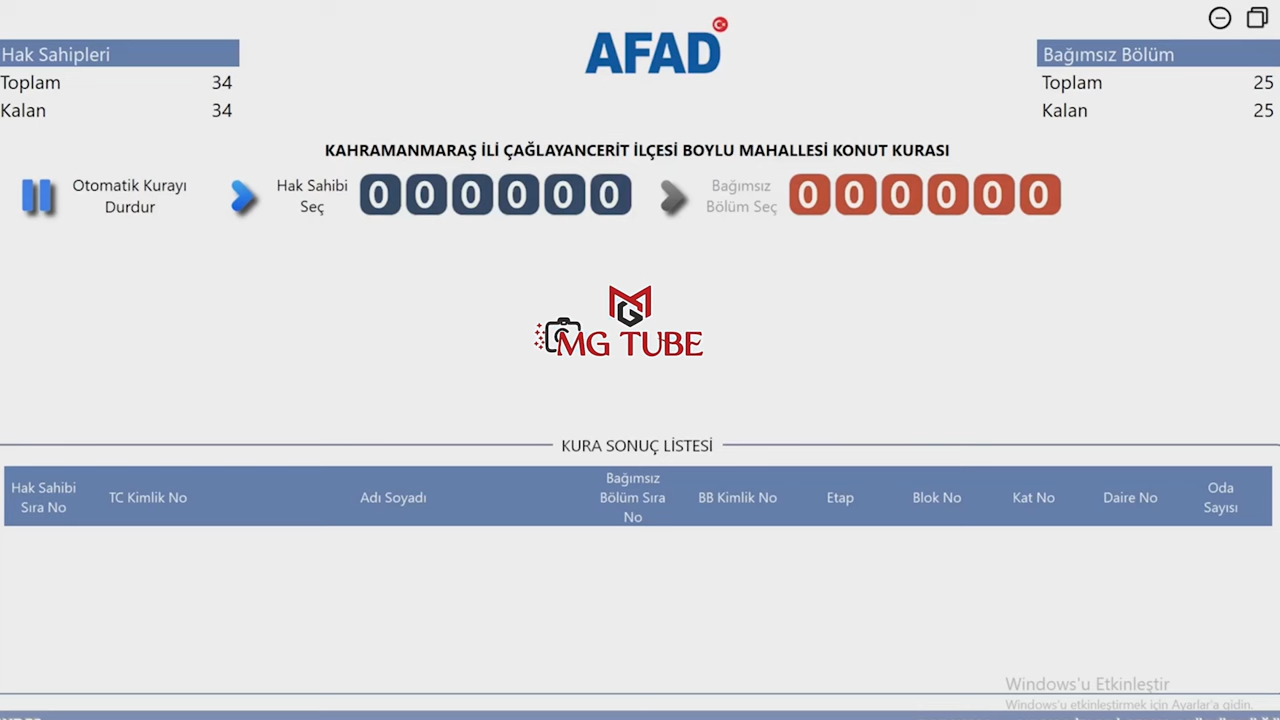 AFAD
Hak Sahipleri
Toplam 34
Kalan 34
Bağımsız Bölüm
Toplam 25
Kalan 25
KAHRAMANMARAŞ İLİ ÇAĞLAYANCERİT İLÇESİ BOYLU MAHALLESİ KONUT KURASI
Otomatik Kurayı
Durdur
Hak Sahibi
Seç
0 0 0 0 0 0
Bağımsız
Bölüm Seç
0 0 0 0 0 0
MG TUBE
KURA SONUÇ LİSTESİ
Hak Sahibi
Sıra No
TC Kimlik No
Adı Soyadı
Bağımsız
Bölüm Sıra
No
BB Kimlik No
Etap
Blok No
Kat No
Daire No
Oda
Sayısı
Windows'u Etkinleştir
Windows'u etkinleştirmek için Ayarlar'a gidin.